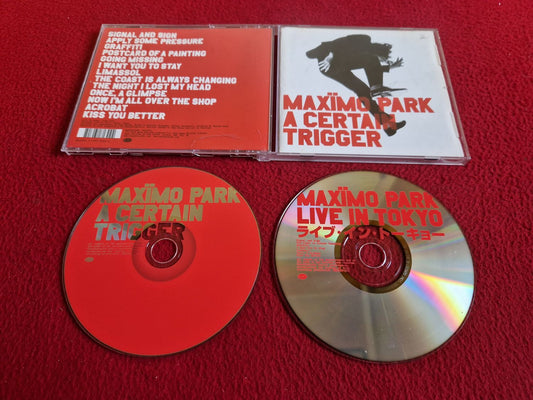 SIGNAL AND SIGN
APPLY SOME PRESSURE
GRAFFITI
POSTCARD OF A PAINTING
GOING MISSING
I WANT YOU TO STAY
LIMASSOL
THE COAST IS ALWAYS CHANGING
THE NIGHT I LOST MY HEAD
ONCE, A GLIMPSE
NOW I'M ALL OVER THE SHOP
ACROBAT
KISS YOU BETTER
MAXÏMO PARK
A CERTAIN
TRIGGER
MAXÏMO PARK
A CERTAIN
TRIGGER
MAXÏMO PARK
LIVE IN TOKYO
ライブ・イン・トーキョー